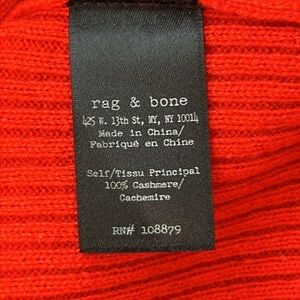 rag & bone
425 W. 13th St, NY, NY 10014
Made in China/
Fabriqué en Chine
Self/Tissu Principal
100% Cashmere/
Cachemire
RN# 108879